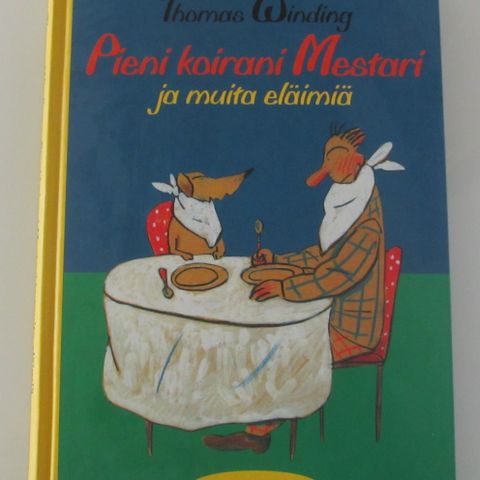 Thomas Winding
Pieni koirani Mestari
ja muita eläimiä